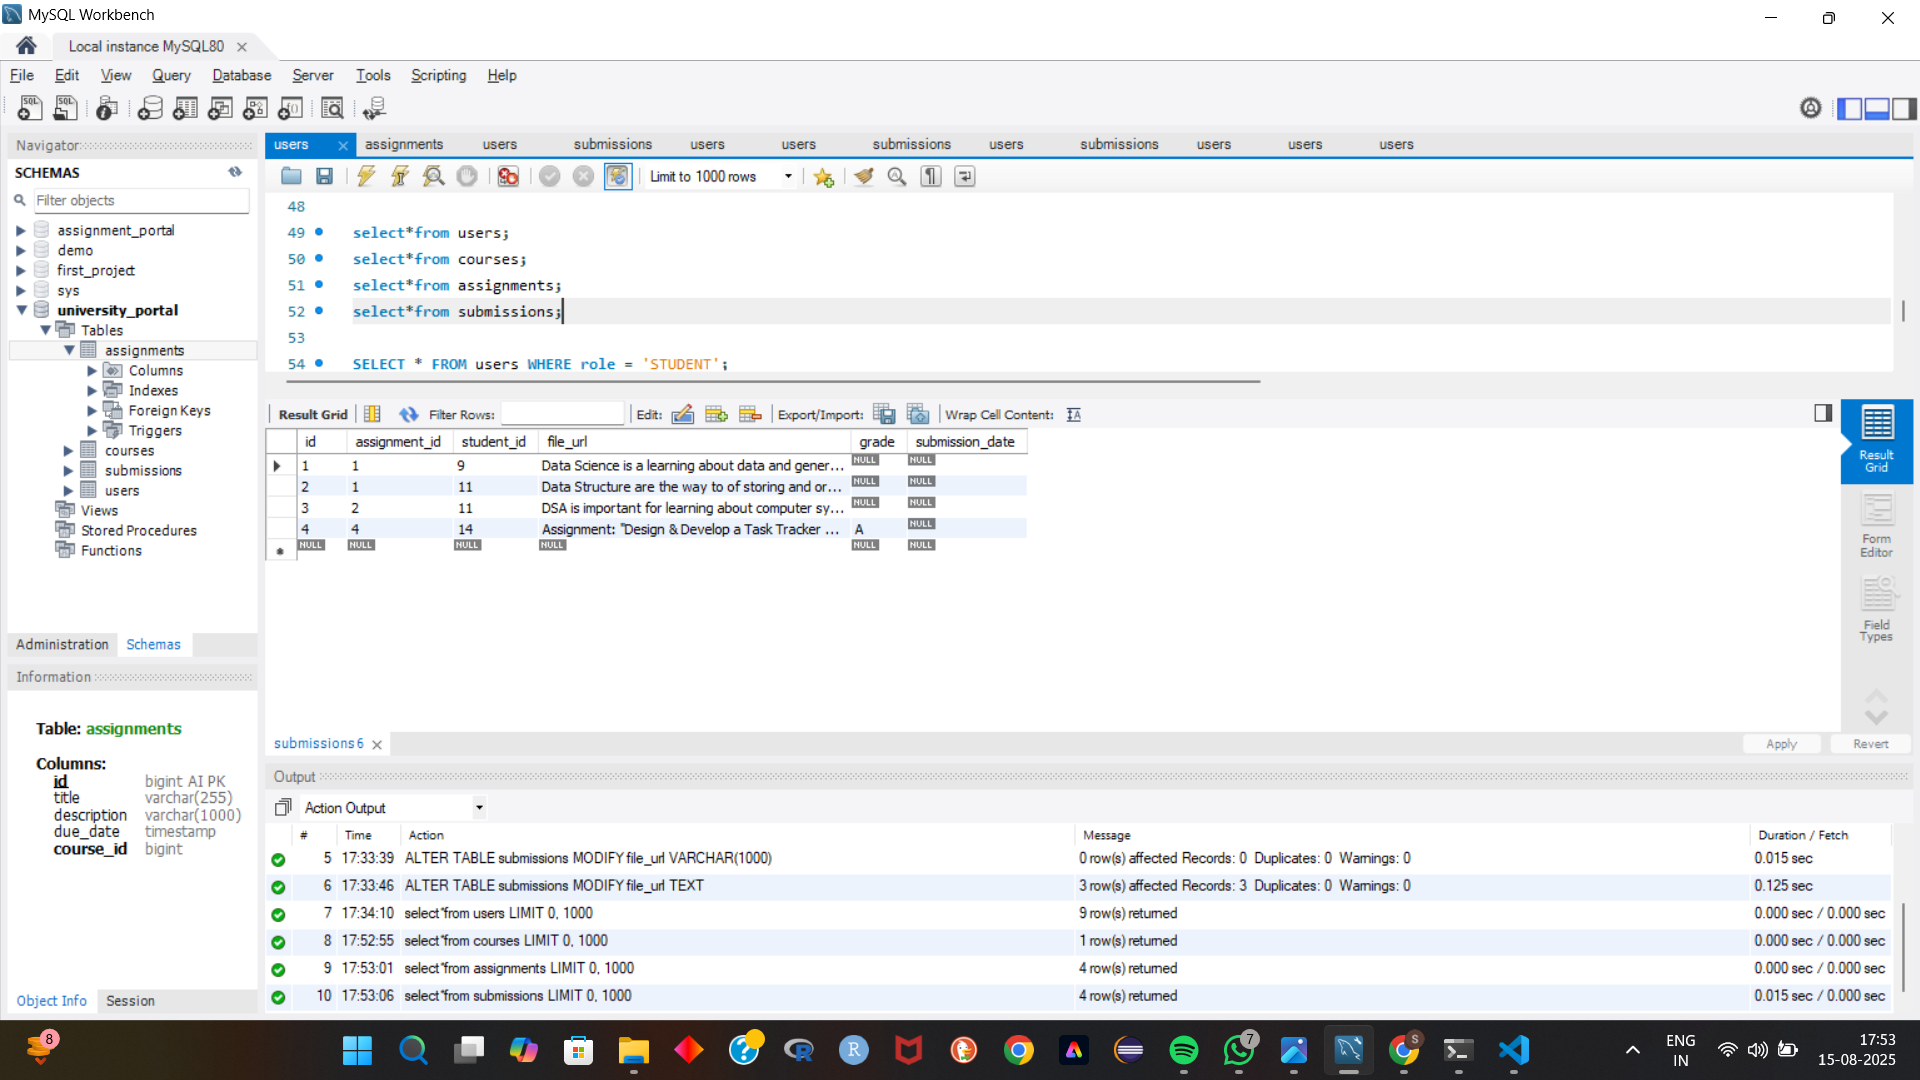 MySQL Workbench
Local instance MySQL80
File Edit View Query Database Server Tools Scripting Help
Navigator
SCHEMAS
Filter objects
assignment_portal
demo
first_project
sys
university_portal
Tables
assignments
Columns
Indexes
Foreign Keys
Triggers
courses
submissions
users
Views
Stored Procedures
Functions
Administration Schemas
Information
Table: assignments
Columns:
id bigint AI PK
title varchar(255)
description varchar(1000)
due_date timestamp
course_id bigint
Object Info Session
users assignments users submissions users users submissions users submissions users users users
Limit to 1000 rows
48
49 select*from users;
50 select*from courses;
51 select*from assignments;
52 select*from submissions;
53
54 SELECT * FROM users WHERE role = 'STUDENT';
Result Grid Filter Rows: Edit: Export/Import: Wrap Cell Content:
id assignment_id student_id file_url grade submission_date
1 1 9 Data Science is a learning about data and gener... NULL NULL
2 1 11 Data Structure are the way to of storing and or... NULL NULL
3 2 11 DSA is important for learning about computer sy... NULL NULL
4 4 14 Assignment: "Design & Develop a Task Tracker ... A NULL
NULL NULL NULL NULL NULL NULL
Result
Grid
Form
Editor
Field
Types
submissions 6
Apply Revert
Output
Action Output
# Time Action Message Duration / Fetch
5 17:33:39 ALTER TABLE submissions MODIFY file_url VARCHAR(1000) 0 row(s) affected Records: 0 Duplicates: 0 Warnings: 0 0.015 sec
6 17:33:46 ALTER TABLE submissions MODIFY file_url TEXT 3 row(s) affected Records: 3 Duplicates: 0 Warnings: 0 0.125 sec
7 17:34:10 select*from users LIMIT 0, 1000 9 row(s) returned 0.000 sec / 0.000 sec
8 17:52:55 select*from courses LIMIT 0, 1000 1 row(s) returned 0.000 sec / 0.000 sec
9 17:53:01 select*from assignments LIMIT 0, 1000 4 row(s) returned 0.000 sec / 0.000 sec
10 17:53:06 select*from submissions LIMIT 0, 1000 4 row(s) returned 0.015 sec / 0.000 sec
8
7
S
ENG
IN
17:53
15-08-2025